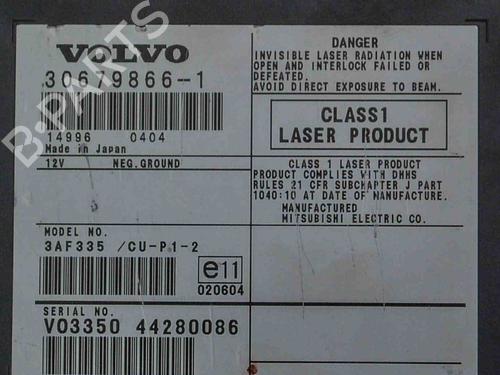 VOLVO
30679866-1
14996 0404
Made in Japan
12V NEG.GROUND
MODEL NO.
3AF335 /CU-P1-2
e11
020604
SERIAL NO.
V03350 44280086
DANGER
INVISIBLE LASER RADIATION WHEN
OPEN AND INTERLOCK FAILED OR
DEFEATED.
AVOID DIRECT EXPOSURE TO BEAM.
CLASS1
LASER PRODUCT
CLASS 1 LASER PRODUCT
PRODUCT COMPLIES WITH DHHS
RULES 21 CFR SUBCHAPTER J PART
1040:10 AT DATE OF MANUFACTURE.
MANUFACTURED
MITSUBISHI ELECTRIC CO.
B-PARTS